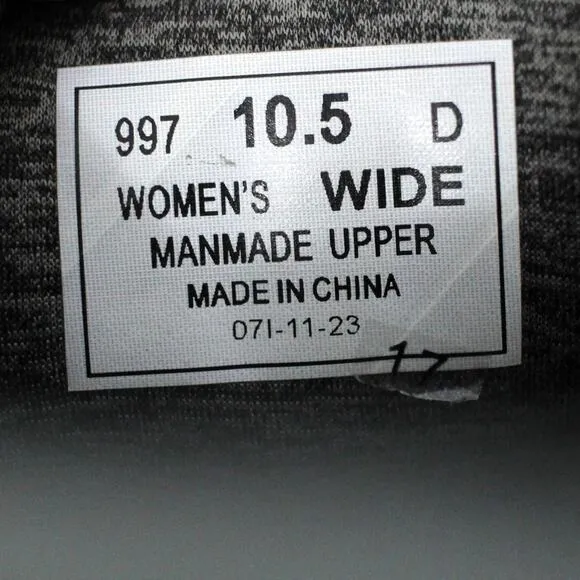 997 10.5 D
WOMEN'S WIDE
MANMADE UPPER
MADE IN CHINA
07I-11-23
17